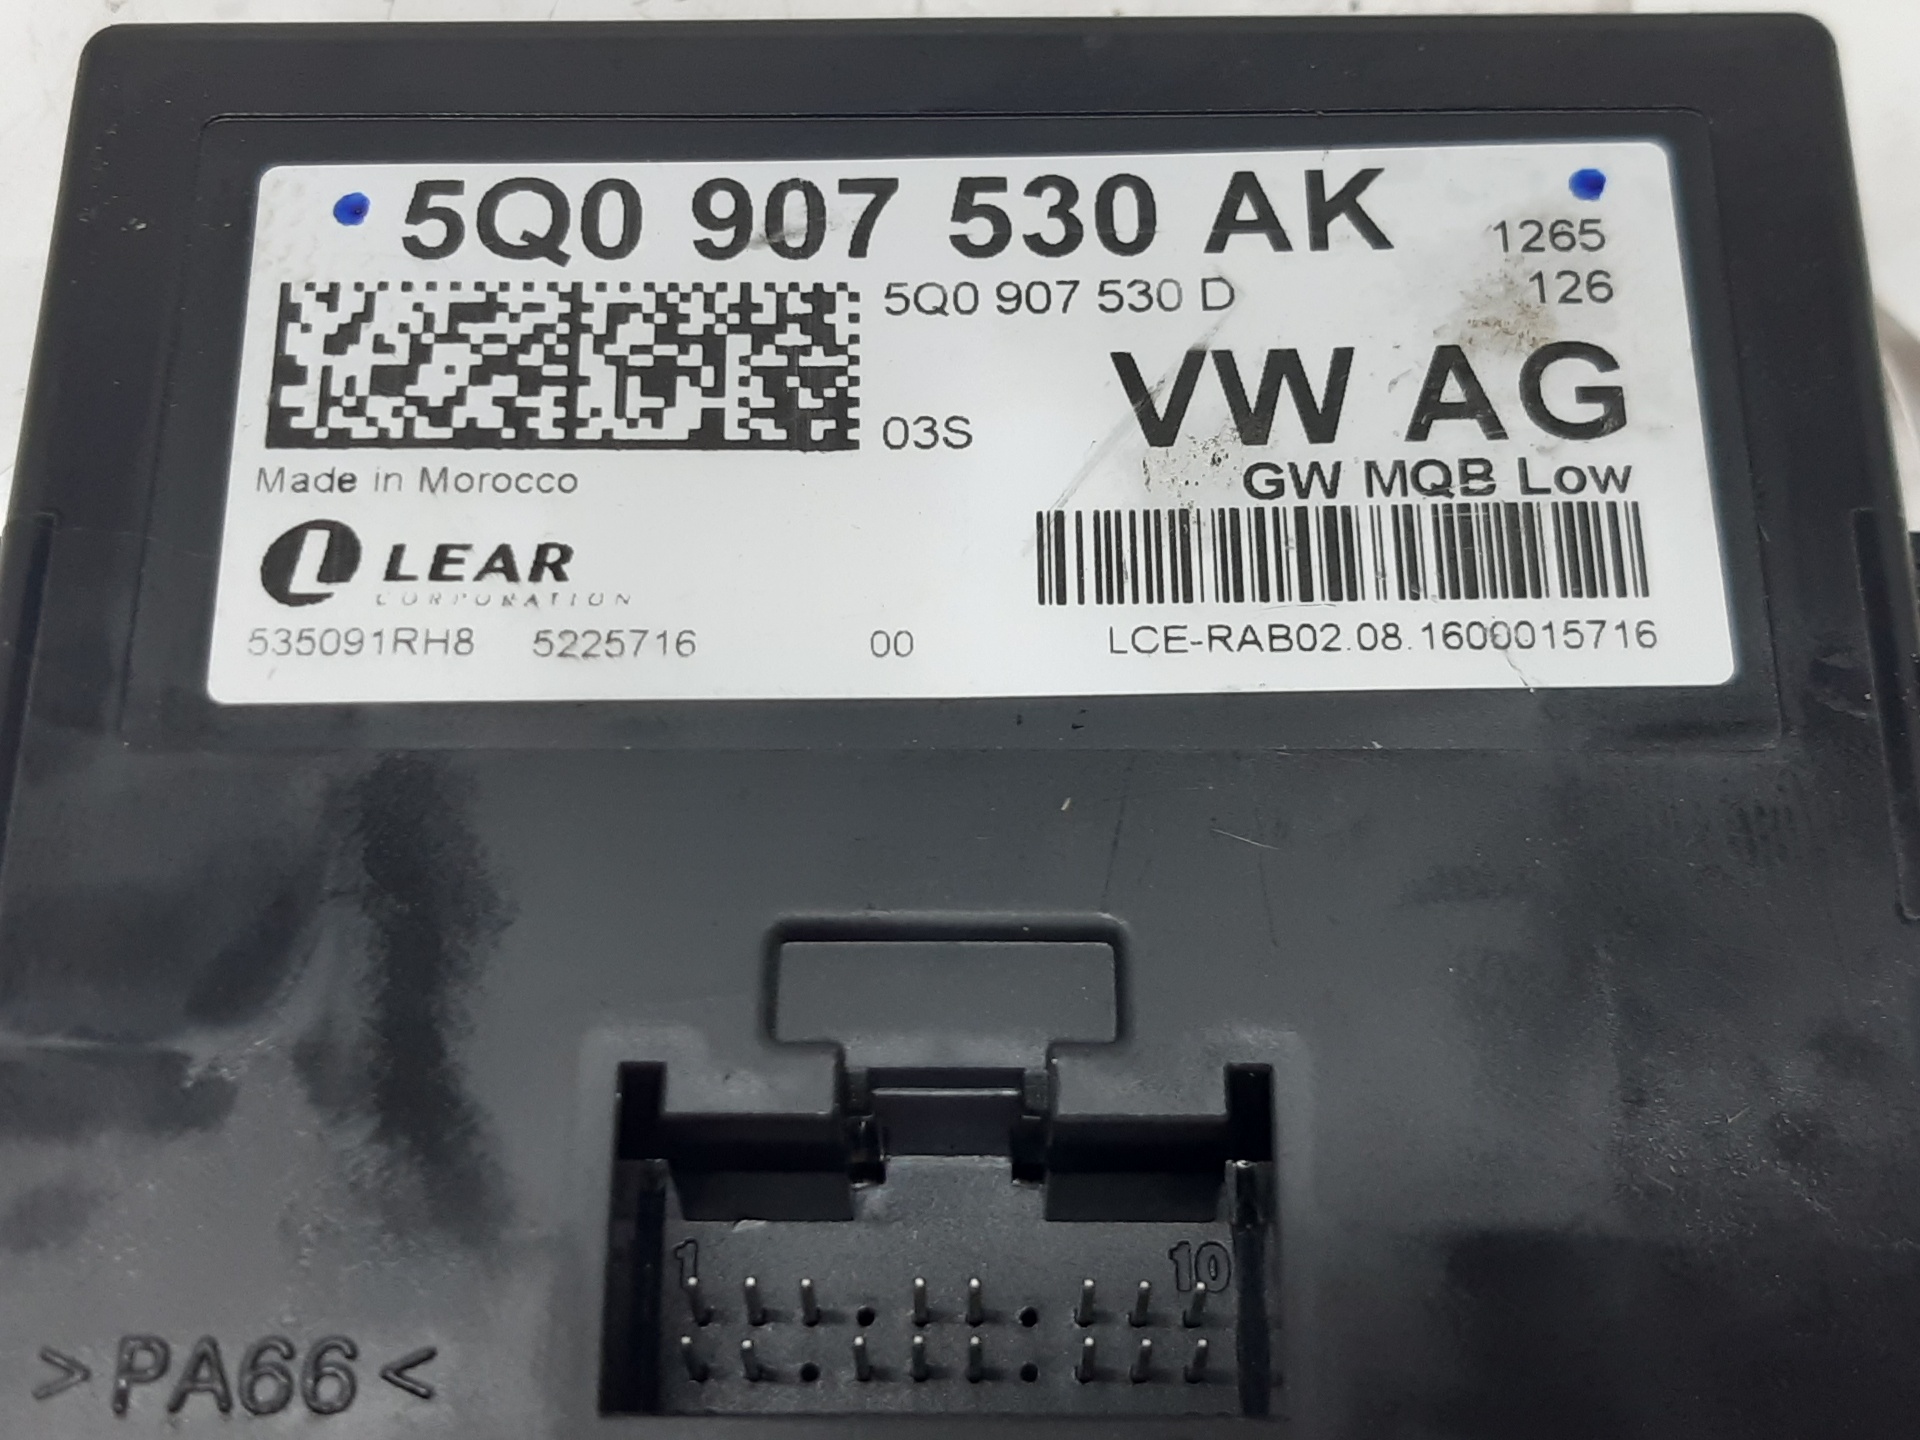 5Q0 907 530 AK
1265
5Q0 907 530 D
126
VW AG
03S
GW MQB Low
Made in Morocco
LEAR
CORPORATION
535091RH8 5225716 00 LCE-RAB02.08.1600015716
1 10
>PA66<